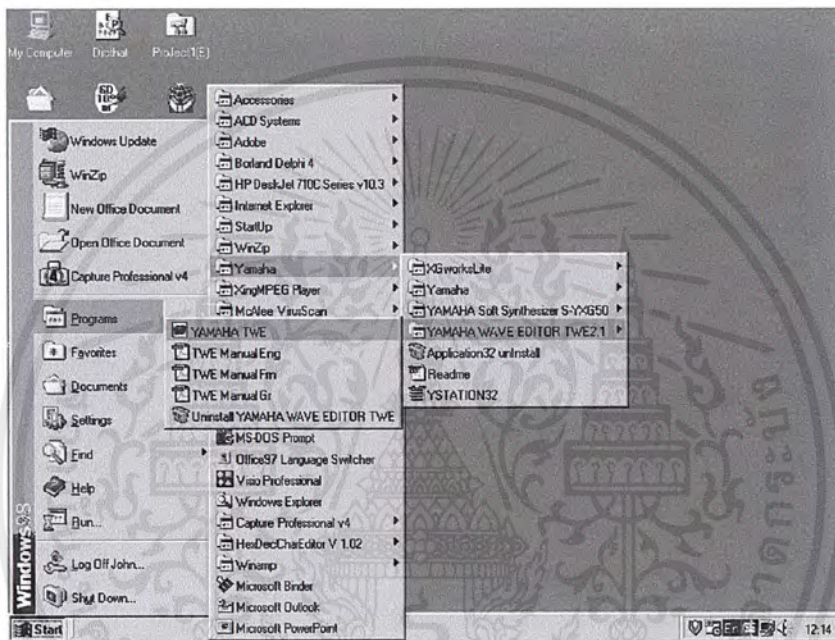 My Computer
Project1(E)
Windows Update
WinZip
New Office Document
Open Office Document
Capture Professional v4
Programs
Favorites
Documents
Settings
Find
Help
Run...
Log Off John...
Shut Down...
Windows98
Accessories
ACD Systems
Adobe
Borland Delphi 4
HP DeskJet 710C Series v10.3
Internet Explorer
StartUp
WinZip
Yamaha
XingMPEG Player
McAfee VirusScan
MS-DOS Prompt
Office97 Language Switcher
Visio Professional
Windows Explorer
Capture Professional v4
HexDecCharEditor V 1.02
Winamp
Microsoft Binder
Microsoft Outlook
Microsoft PowerPoint
XGworksLite
Yamaha
YAMAHA Soft Synthesizer S-YXG50
YAMAHA WAVE EDITOR TWE2.1
Application32 unInstall
Readme
YSTATION32
YAMAHA TWE
TWE Manual Eng
TWE Manual Frn
TWE Manual Gr
Uninstall YAMAHA WAVE EDITOR TWE
Start
En
12:14